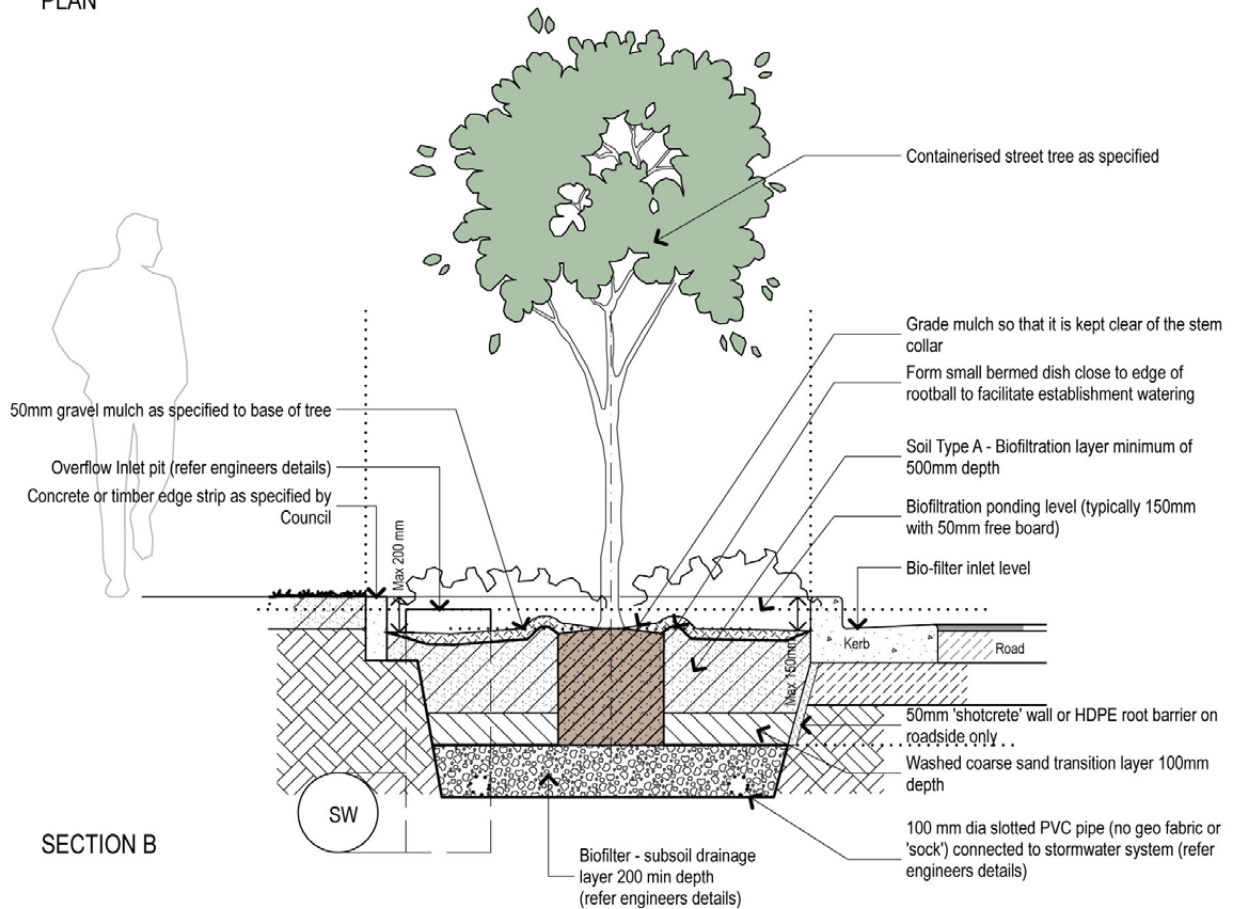 PLAN
Containerised street tree as specified
Grade mulch so that it is kept clear of the stem
collar
Form small bermed dish close to edge of
rootball to facilitate establishment watering
50mm gravel mulch as specified to base of tree
Soil Type A - Biofiltration layer minimum of
500mm depth
Overflow Inlet pit (refer engineers details)
Concrete or timber edge strip as specified by
Council
Biofiltration ponding level (typically 150mm
with 50mm free board)
Max 200 mm
Bio-filter inlet level
Kerb
Road
Max 150mm
50mm 'shotcrete' wall or HDPE root barrier on
roadside only
Washed coarse sand transition layer 100mm
depth
SW
100 mm dia slotted PVC pipe (no geo fabric or
'sock') connected to stormwater system (refer
engineers details)
SECTION B
Biofilter - subsoil drainage
layer 200 min depth
(refer engineers details)